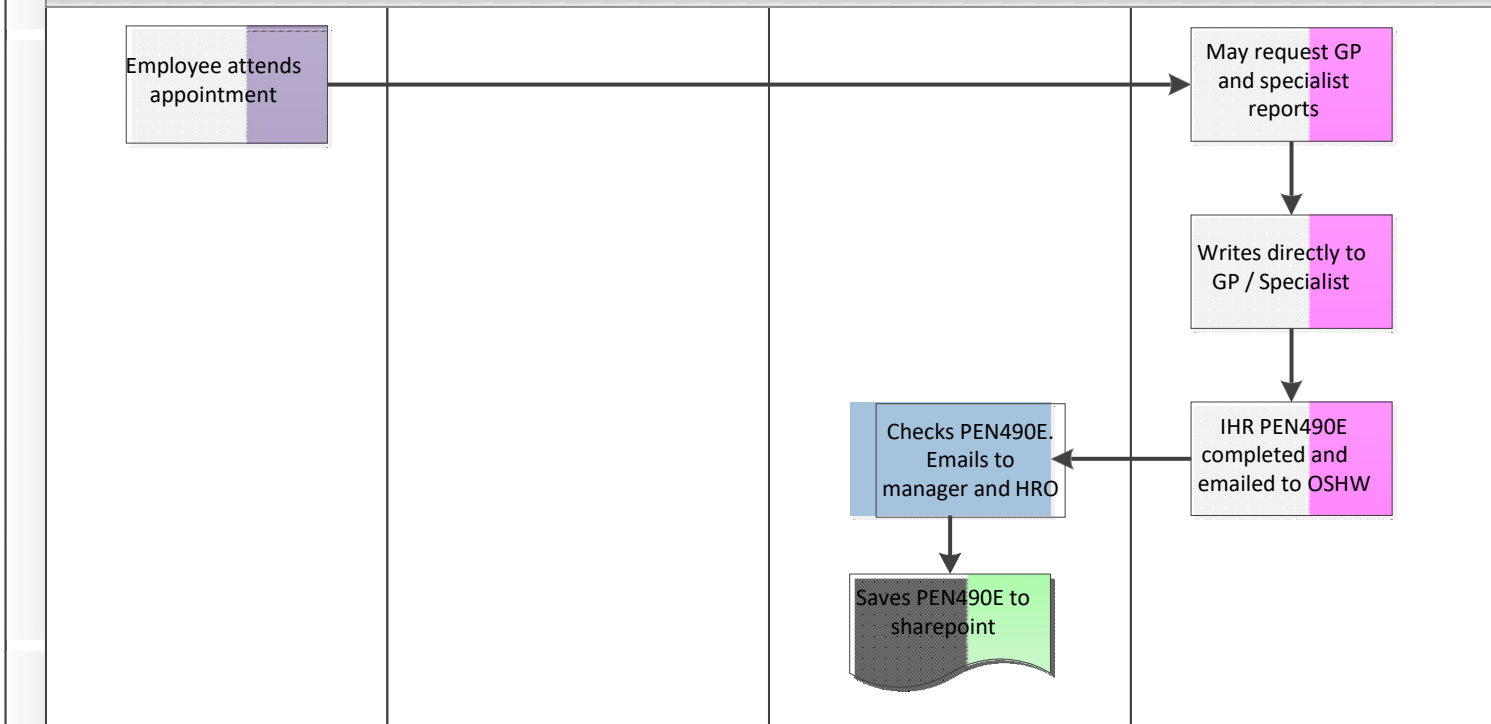 Employee attends
appointment
May request GP
and specialist
reports
Writes directly to
GP / Specialist
IHR PEN490E
completed and
emailed to OSHW
Checks PEN490E.
Emails to
manager and HRO
Saves PEN490E to
sharepoint